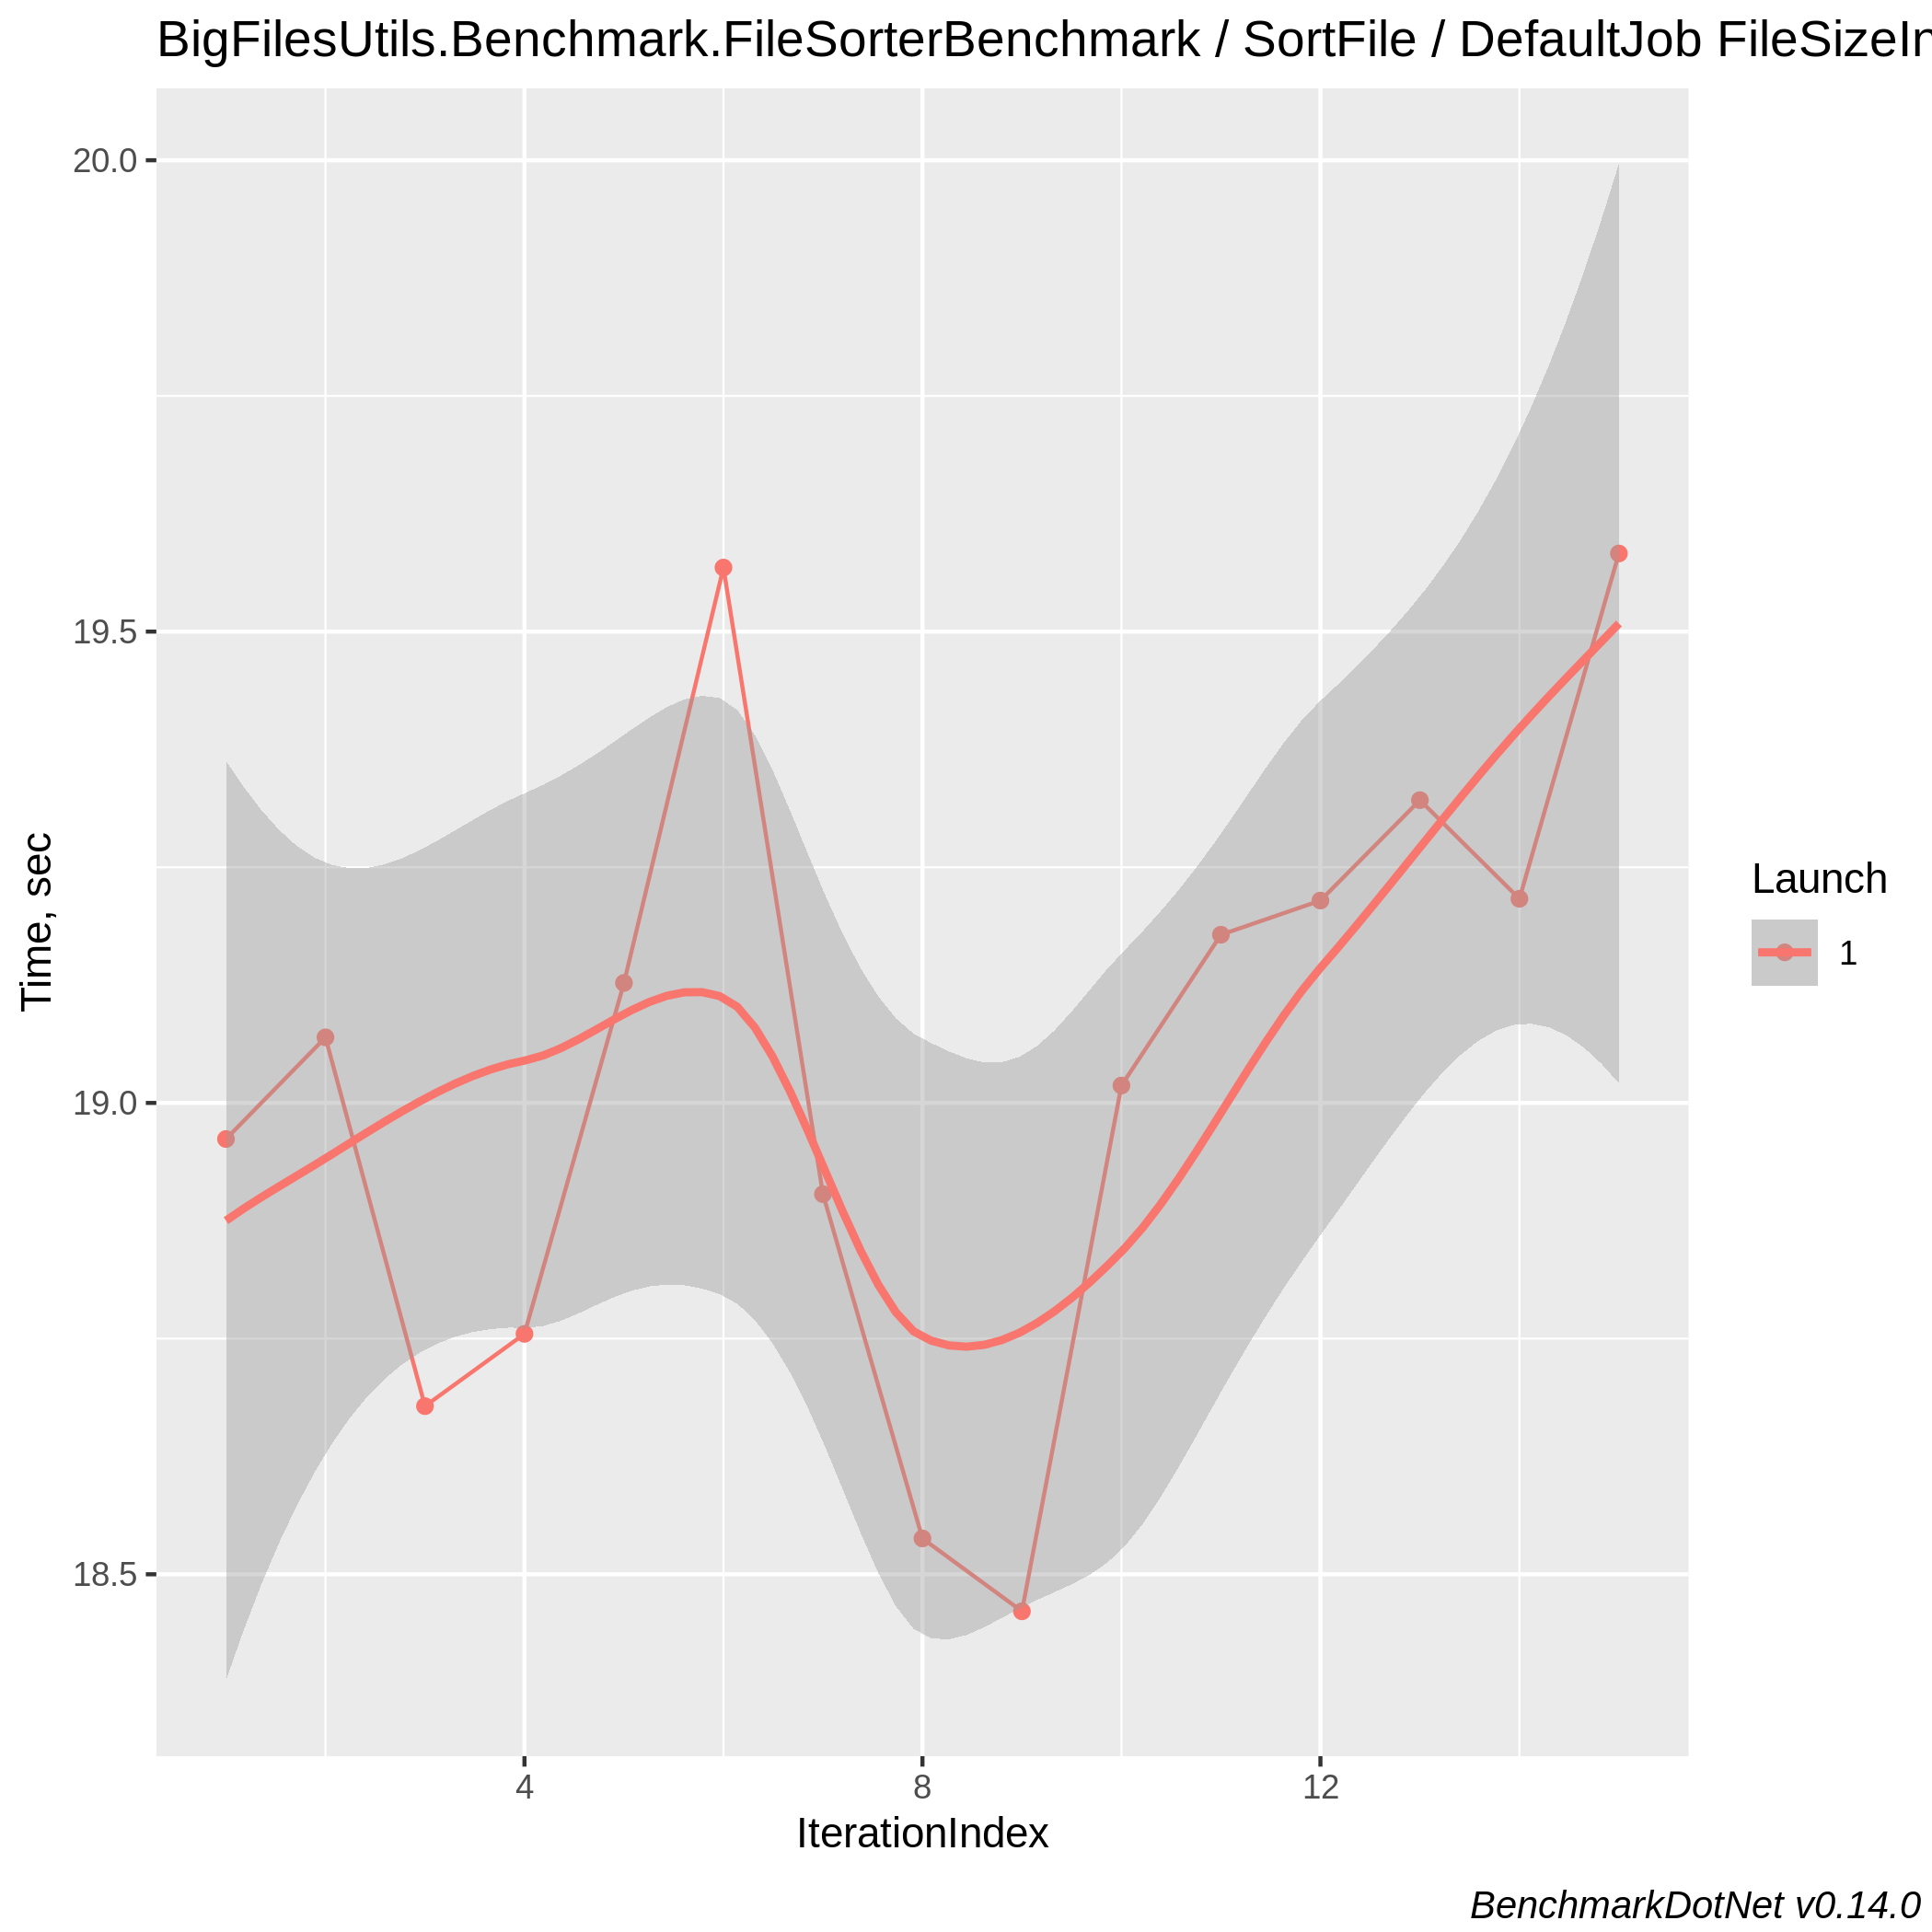 BigFilesUtils.Benchmark.FileSorterBenchmark / SortFile / DefaultJob FileSizeIn
20.0
19.5
19.0
18.5
Time, sec
4 8 12
IterationIndex
Launch
1
BenchmarkDotNet v0.14.0